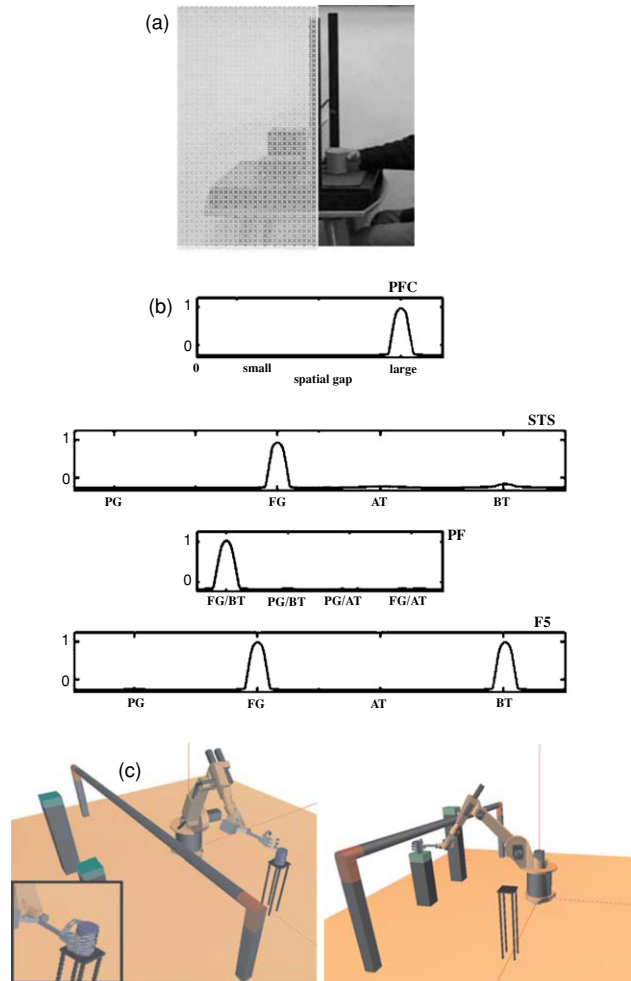 (a)
(b)
PFC
1
0
0 small large
spatial gap
STS
1
0
PG FG AT BT
PF
1
0
FG/BT PG/BT PG/AT FG/AT
F5
1
0
PG FG AT BT
(c)